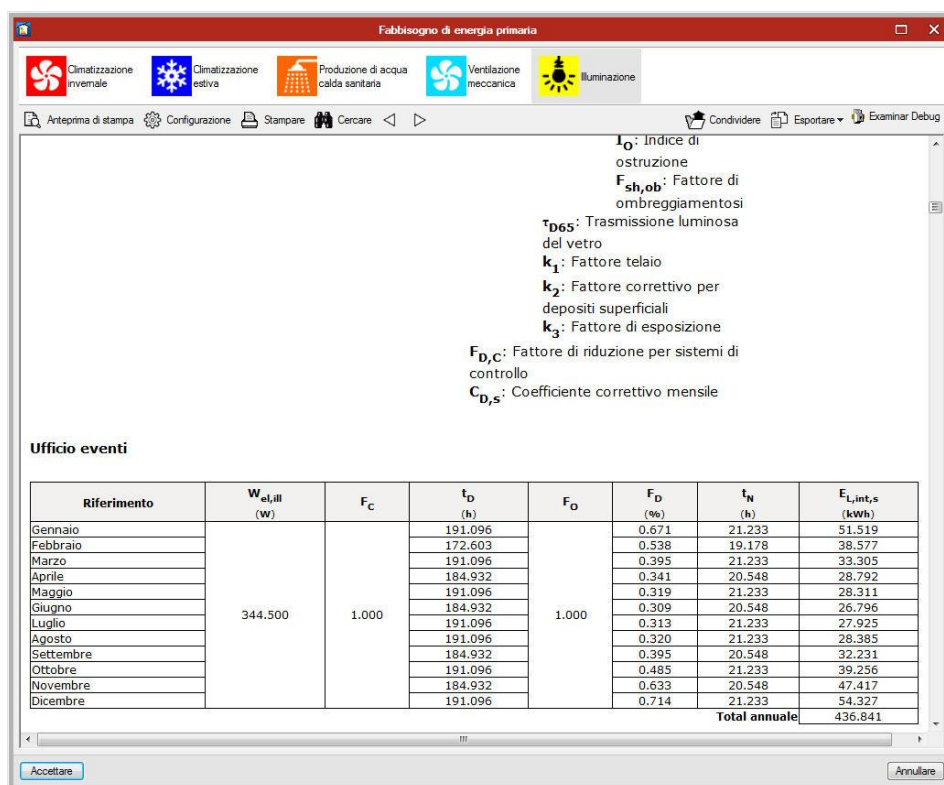 Fabbisogno di energia primaria
Climatizzazione invernale
Climatizzazione estiva
Produzione di acqua calda sanitaria
Ventilazione meccanica
Illuminazione
Anteprima di stampa Configurazione Stampare Cercare Condividere Esportare Examinar Debug
I_O: Indice di
ostruzione
F_sh,ob: Fattore di
ombreggiamentosi
τ_D65: Trasmissione luminosa
del vetro
k_1: Fattore telaio
k_2: Fattore correttivo per
depositi superficiali
k_3: Fattore di esposizione
F_D,C: Fattore di riduzione per sistemi di
controllo
C_D,s: Coefficiente correttivo mensile
Ufficio eventi
Riferimento W_el,ill (W) F_C t_D (h) F_O F_D (%) t_N (h) E_L,int,s (kWh)
Gennaio 191.096 0.671 21.233 51.519
Febbraio 172.603 0.538 19.178 38.577
Marzo 191.096 0.395 21.233 33.305
Aprile 184.932 0.341 20.548 28.792
Maggio 191.096 0.319 21.233 28.311
Giugno 184.932 0.309 20.548 26.796
344.500 1.000 1.000
Luglio 191.096 0.313 21.233 27.925
Agosto 191.096 0.320 21.233 28.385
Settembre 184.932 0.395 20.548 32.231
Ottobre 191.096 0.485 21.233 39.256
Novembre 184.932 0.633 20.548 47.417
Dicembre 191.096 0.714 21.233 54.327
Total annuale 436.841
Accettare Annullare